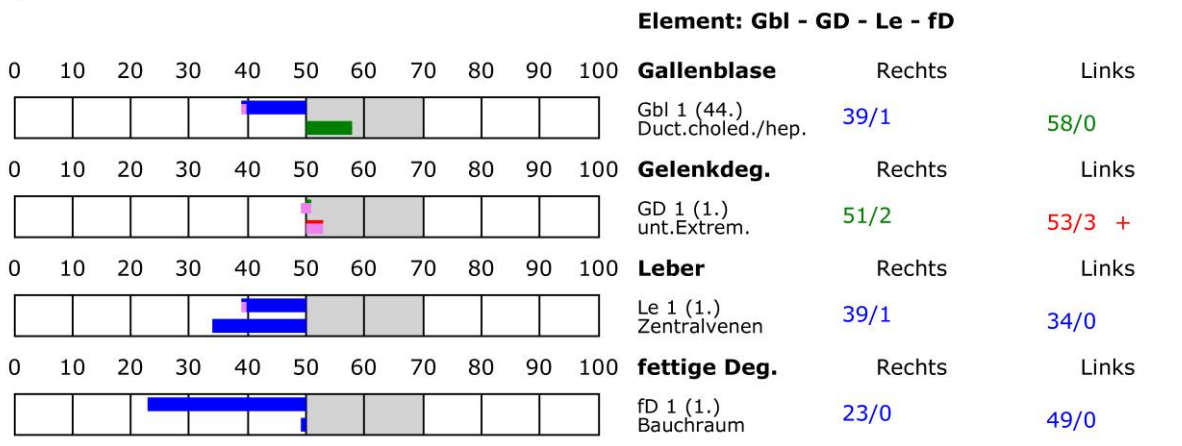 Element: Gbl - GD - Le - fD
0 10 20 30 40 50 60 70 80 90 100 Gallenblase Rechts Links
Gbl 1 (44.)
Duct.choled./hep. 39/1 58/0
0 10 20 30 40 50 60 70 80 90 100 Gelenkdeg. Rechts Links
GD 1 (1.)
unt.Extrem. 51/2 53/3 +
0 10 20 30 40 50 60 70 80 90 100 Leber Rechts Links
Le 1 (1.)
Zentralvenen 39/1 34/0
0 10 20 30 40 50 60 70 80 90 100 fettige Deg. Rechts Links
fD 1 (1.)
Bauchraum 23/0 49/0